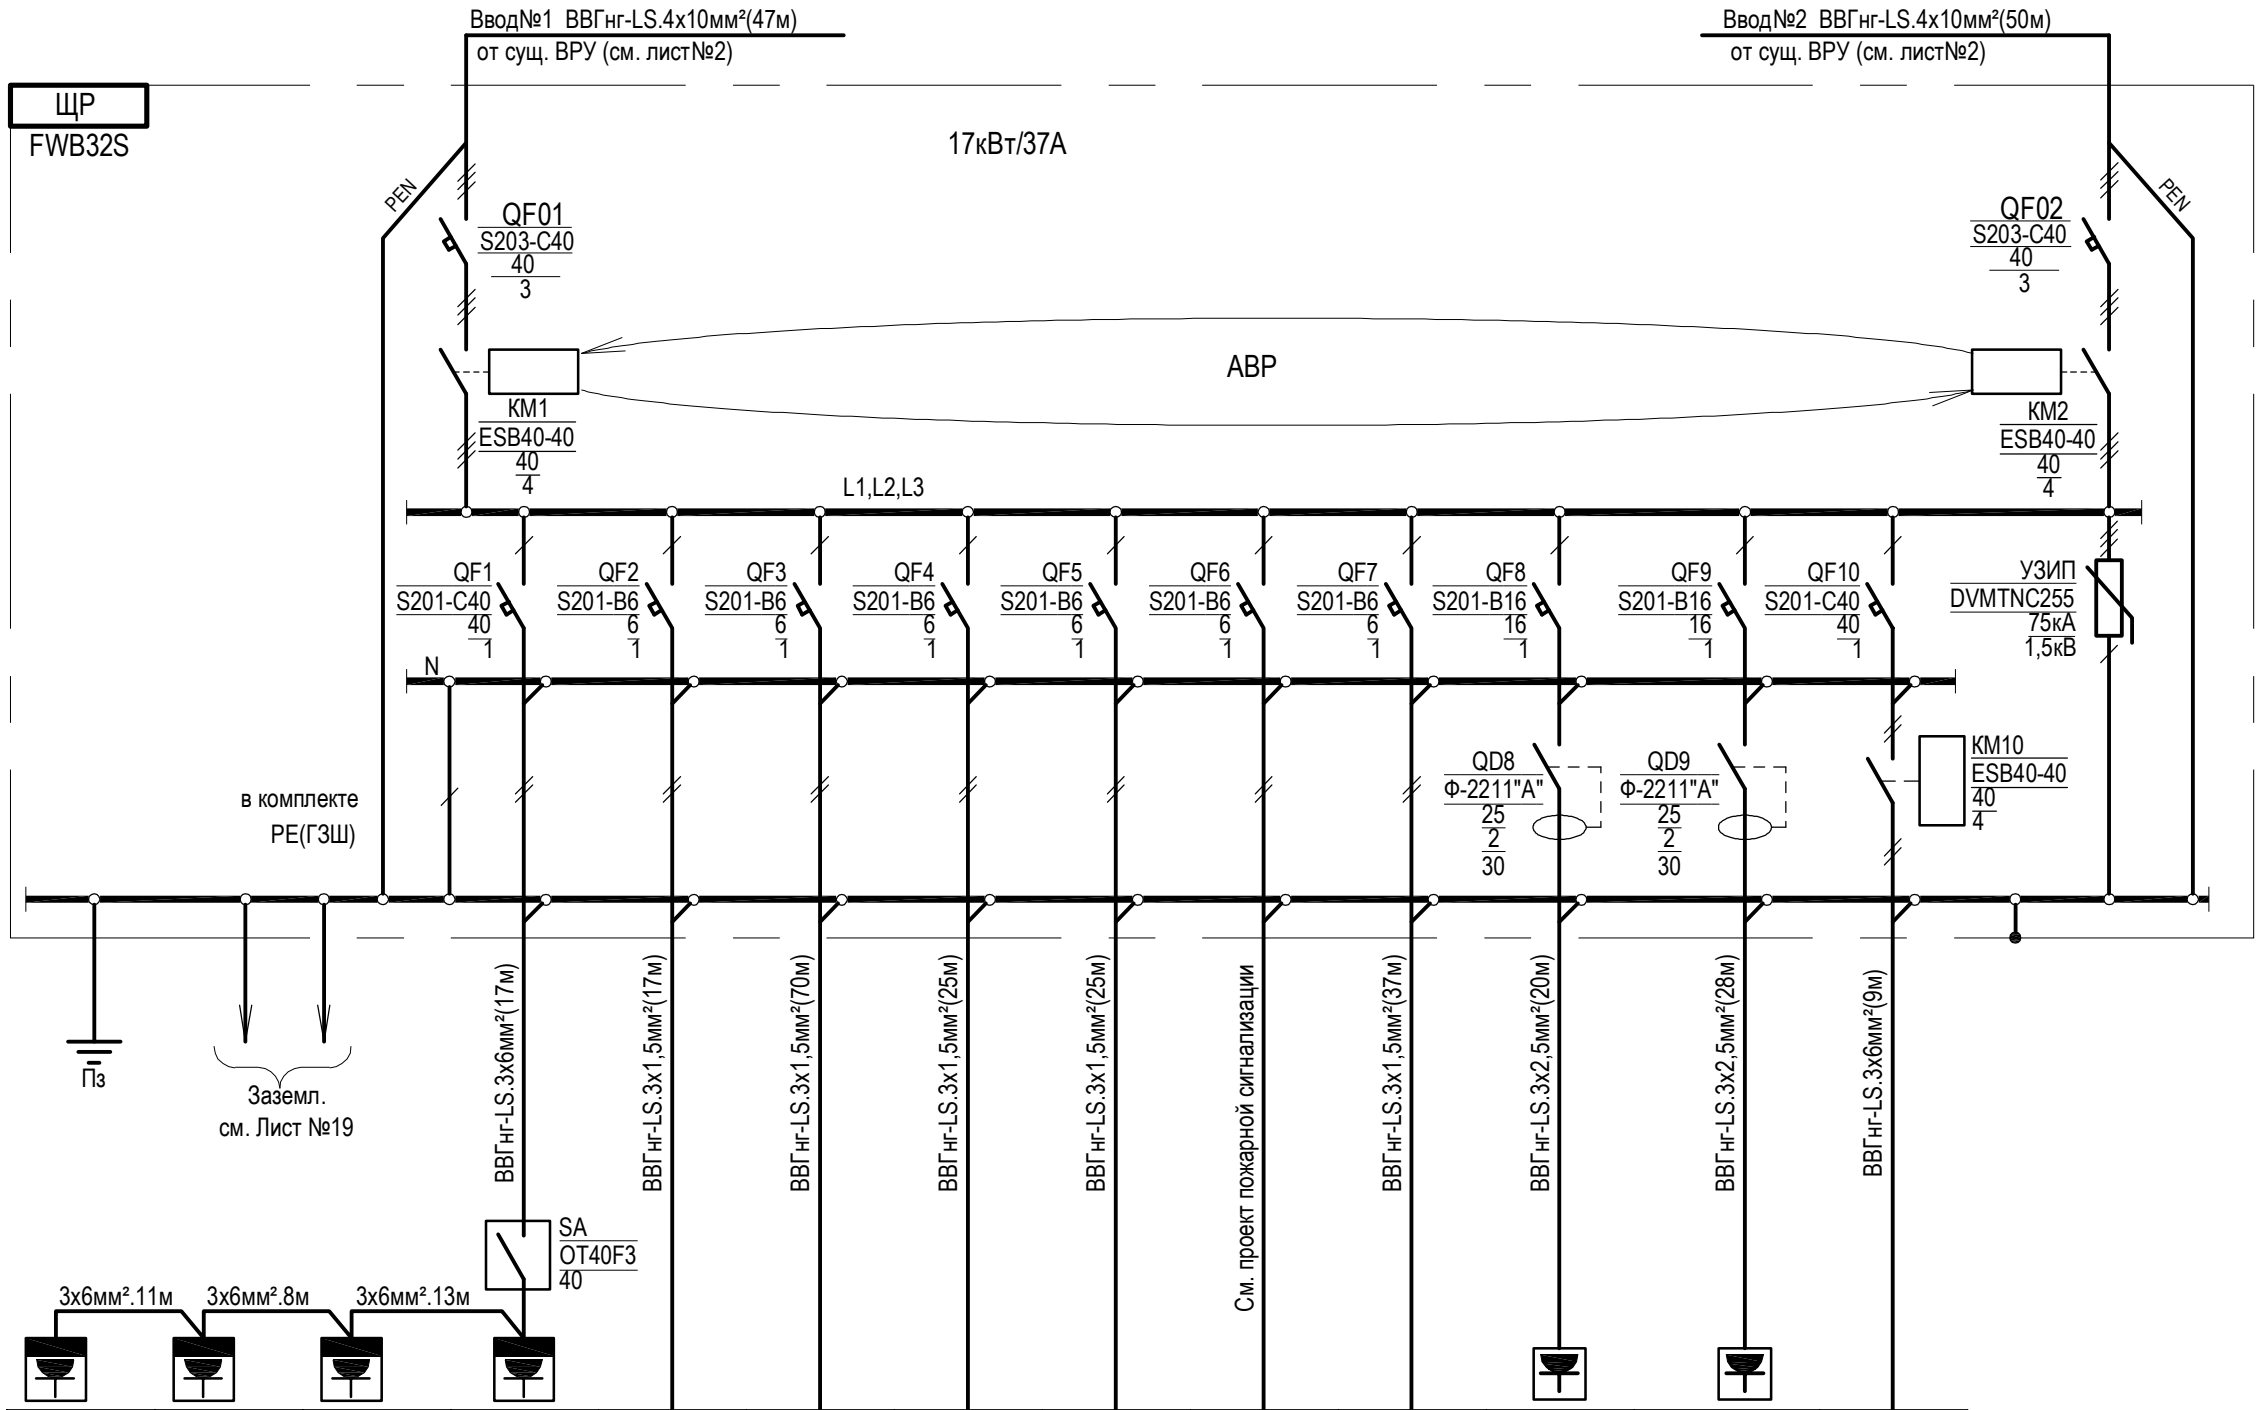 Ввод№1 ВВГнг-LS.4х10мм²(47м)
от сущ. ВРУ (см. лист№2)
Ввод№2 ВВГнг-LS.4х10мм²(50м)
от сущ. ВРУ (см. лист№2)
ЩР
FWB32S
17кВт/37А
PEN
QF01
S203-C40
40
3
QF02
S203-C40
40
3
PEN
АВР
КМ1
ESB40-40
40
4
КМ2
ESB40-40
40
4
L1,L2,L3
QF1
S201-C40
40
1
QF2
S201-B6
6
1
QF3
S201-B6
6
1
QF4
S201-B6
6
1
QF5
S201-B6
6
1
QF6
S201-B6
6
1
QF7
S201-B6
6
1
QF8
S201-B16
16
1
QF9
S201-B16
16
1
QF10
S201-C40
40
1
УЗИП
DVMTNC255
75кА
1,5кВ
N
QD8
Ф-2211"А"
25
2
30
QD9
Ф-2211"А"
25
2
30
КМ10
ESB40-40
40
4
в комплекте
РЕ(ГЗШ)
Пз
Заземл.
см. Лист №19
ВВГнг-LS.3х6мм²(17м)
ВВГнг-LS.3х1,5мм²(17м)
ВВГнг-LS.3х1,5мм²(70м)
ВВГнг-LS.3х1,5мм²(25м)
ВВГнг-LS.3х1,5мм²(25м)
См. проект пожарной сигнализации
ВВГнг-LS.3х1,5мм²(37м)
ВВГнг-LS.3х2,5мм²(20м)
ВВГнг-LS.3х2,5мм²(28м)
ВВГнг-LS.3х6мм²(9м)
SA
OT40F3
40
3х6мм².11м
3х6мм².8м
3х6мм².13м